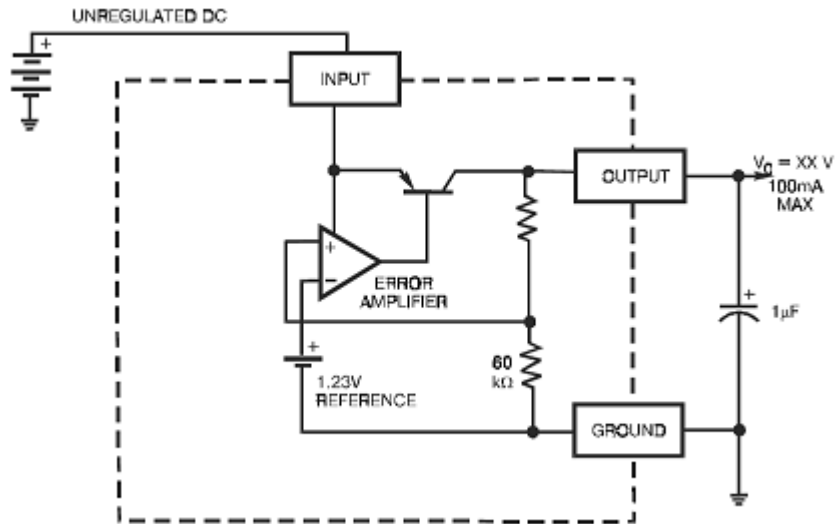 UNREGULATED DC
+
INPUT
OUTPUT
V₀ = XX V
100mA
MAX
+
−
ERROR
AMPLIFIER
+
1.23V
REFERENCE
60
kΩ
+
1µF
GROUND